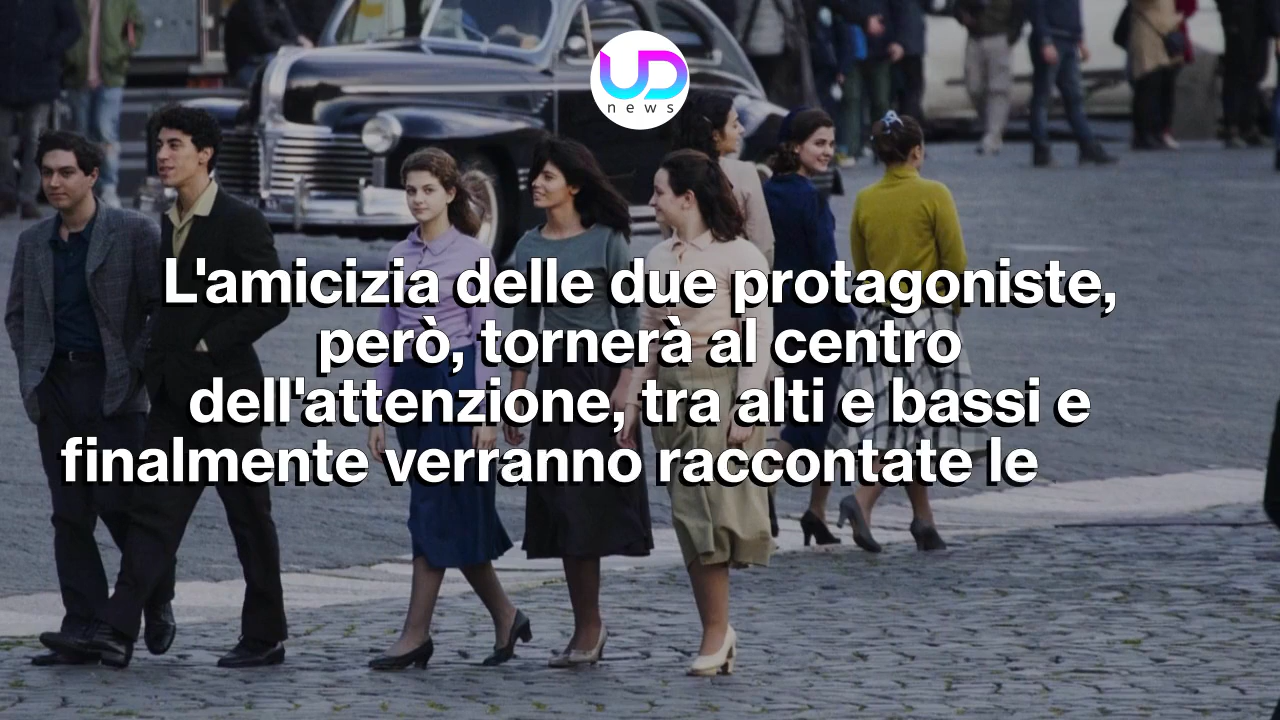 UD
news
L'amicizia delle due protagoniste,
però, tornerà al centro
dell'attenzione, tra alti e bassi e
finalmente verranno raccontate le